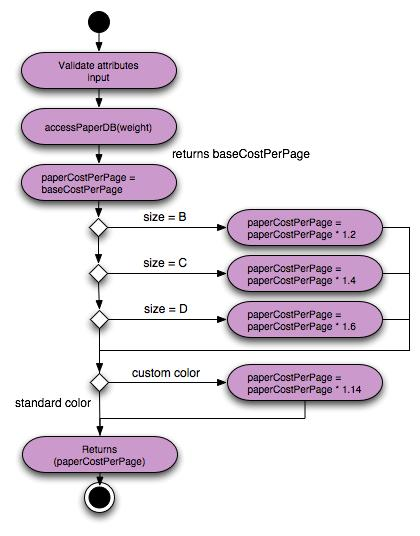 Validate attributes
input
accessPaperDB(weight)
returns baseCostPerPage
paperCostPerPage =
baseCostPerPage
size = B
paperCostPerPage =
paperCostPerPage * 1.2
size = C
paperCostPerPage =
paperCostPerPage * 1.4
size = D
paperCostPerPage =
paperCostPerPage * 1.6
custom color
paperCostPerPage =
paperCostPerPage * 1.14
standard color
Returns
(paperCostPerPage)